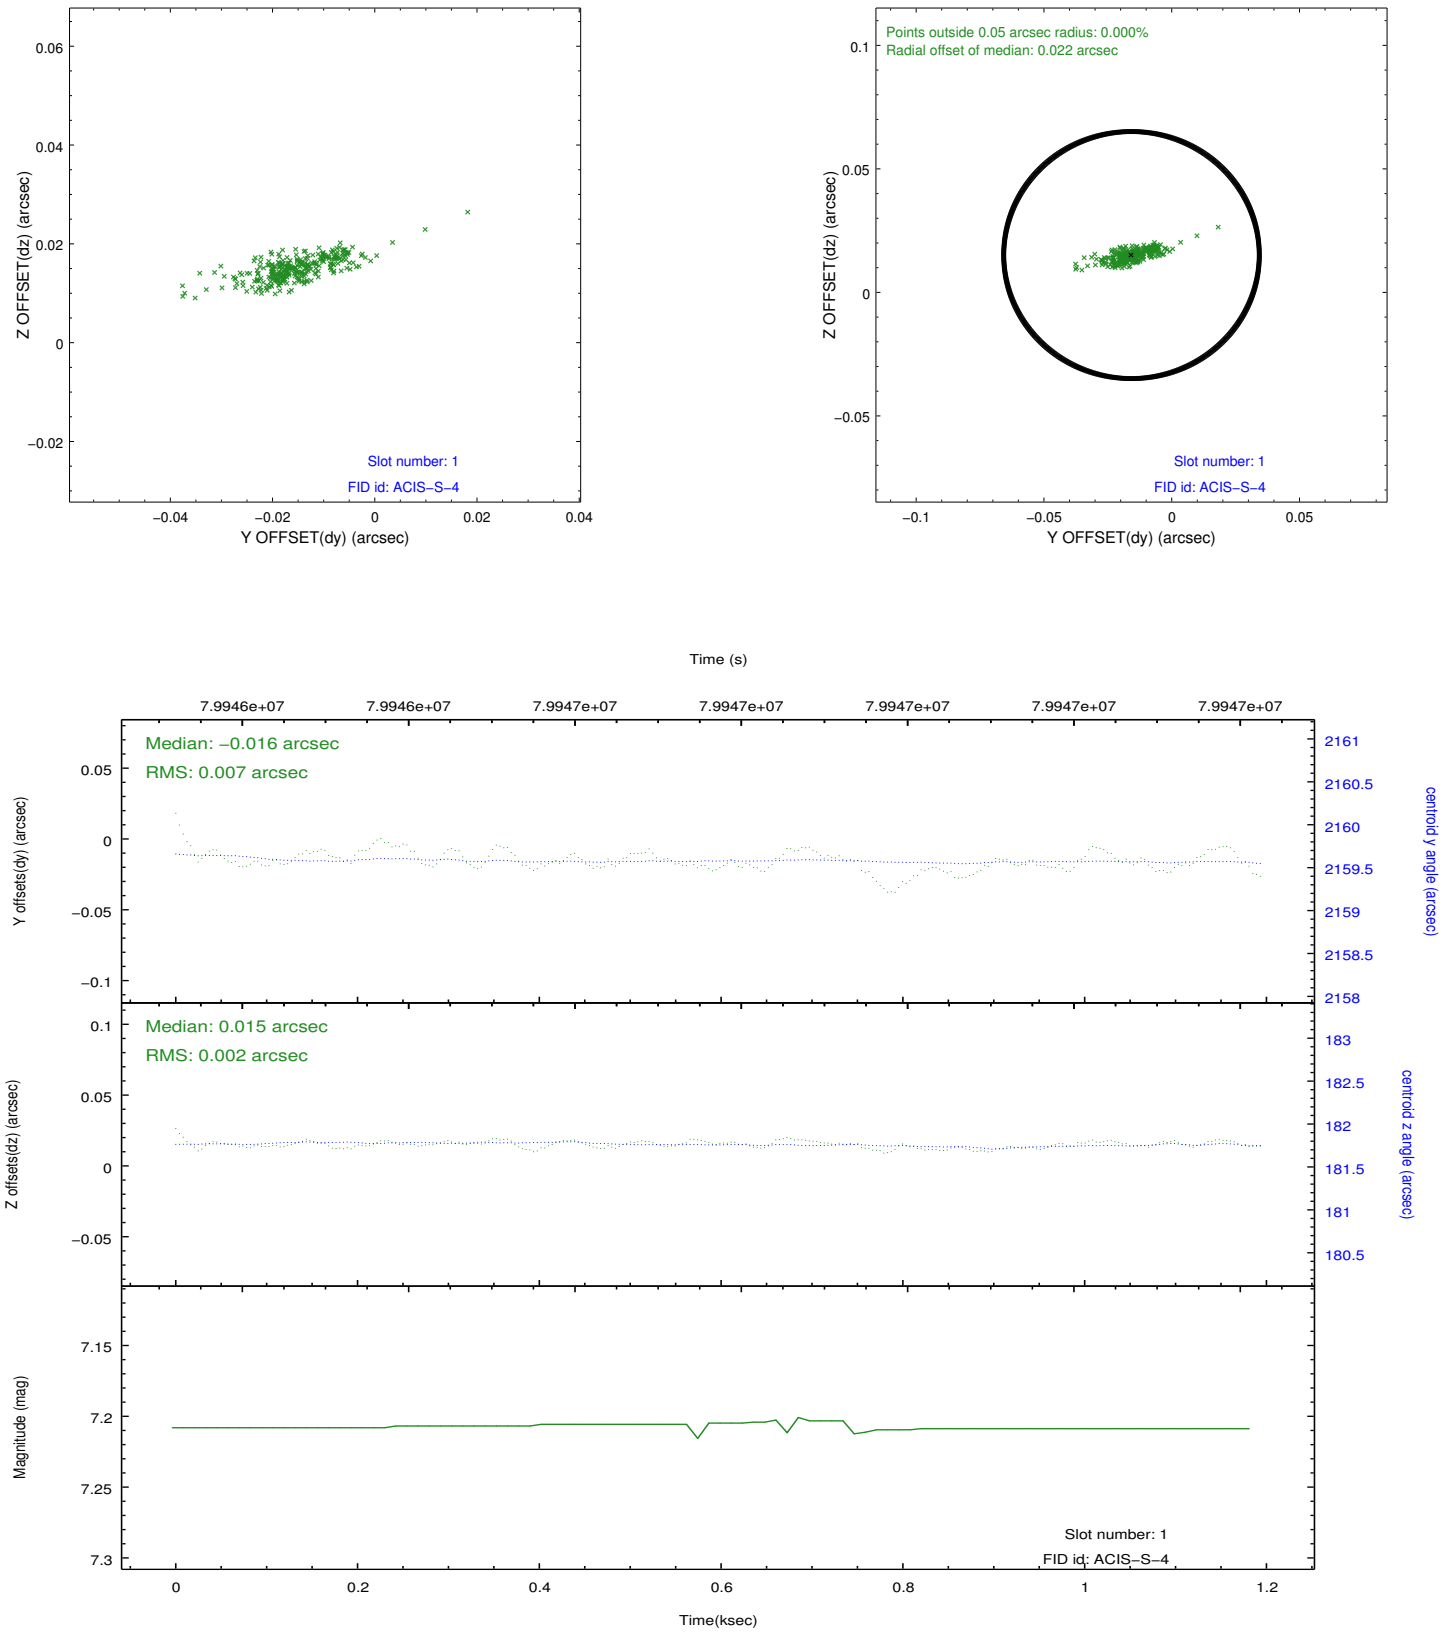 0.06
0.04
0.02
0
−0.02
Z OFFSET(dz) (arcsec)
Slot number: 1
FID id: ACIS−S−4
−0.04
−0.02
0
0.02
0.04
Y OFFSET(dy) (arcsec)
Points outside 0.05 arcsec radius: 0.000%
Radial offset of median: 0.022 arcsec
0.1
0.05
0
−0.05
Z OFFSET(dz) (arcsec)
Slot number: 1
FID id: ACIS−S−4
−0.1
−0.05
0
0.05
Y OFFSET(dy) (arcsec)
Time (s)
7.9946e+07
7.9946e+07
7.9947e+07
7.9947e+07
7.9947e+07
7.9947e+07
7.9947e+07
Median: −0.016 arcsec
RMS: 0.007 arcsec
0.05
0
−0.05
−0.1
Y offsets(dy) (arcsec)
2161
2160.5
2160
2159.5
2159
2158.5
2158
centroid y angle (arcsec)
Median: 0.015 arcsec
RMS: 0.002 arcsec
0.1
0.05
0
−0.05
Z offsets(dz) (arcsec)
183
182.5
182
181.5
181
180.5
centroid z angle (arcsec)
7.15
7.2
7.25
7.3
Magnitude (mag)
Slot number: 1
FID id: ACIS−S−4
0
0.2
0.4
0.6
0.8
1
1.2
Time(ksec)